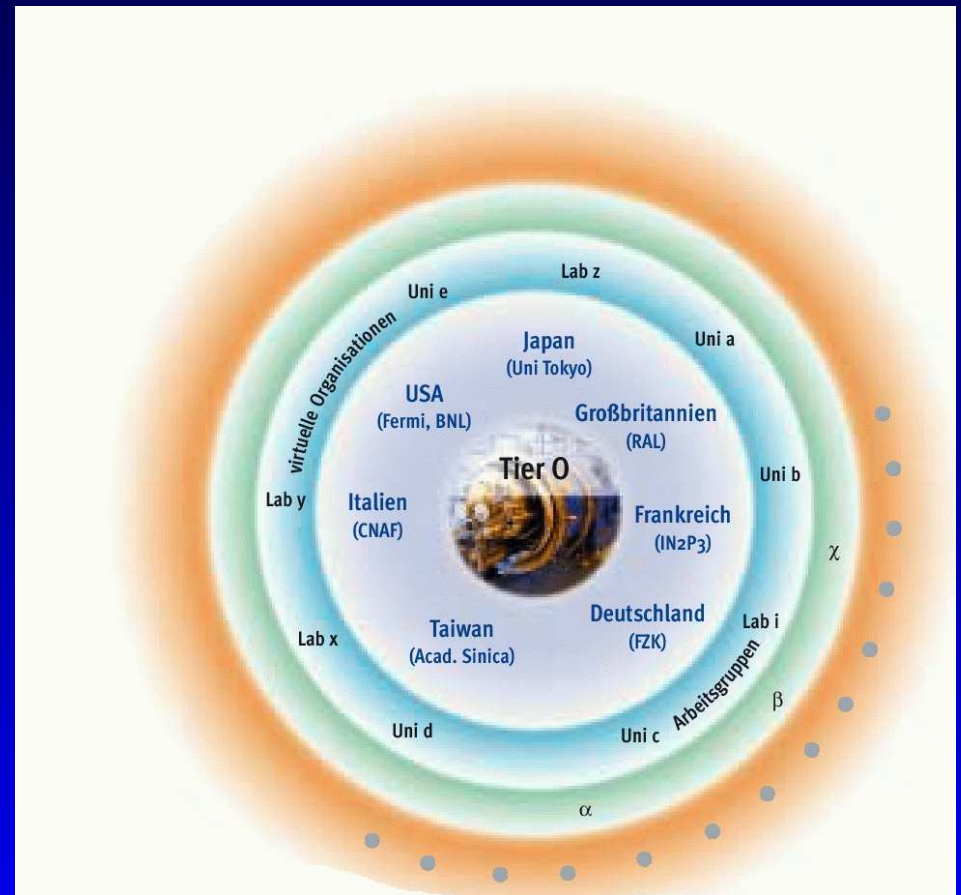 Lab z
Uni e
Uni a
virtuelle Organisationen
Japan
(Uni Tokyo)
USA
(Fermi, BNL)
Großbritannien
(RAL)
Tier 0
Uni b
Lab y
Italien
(CNAF)
Frankreich
(IN2P3)
χ
Deutschland
(FZK)
Lab i
Taiwan
(Acad. Sinica)
Lab x
Arbeitsgruppen
β
Uni d
Uni c
α